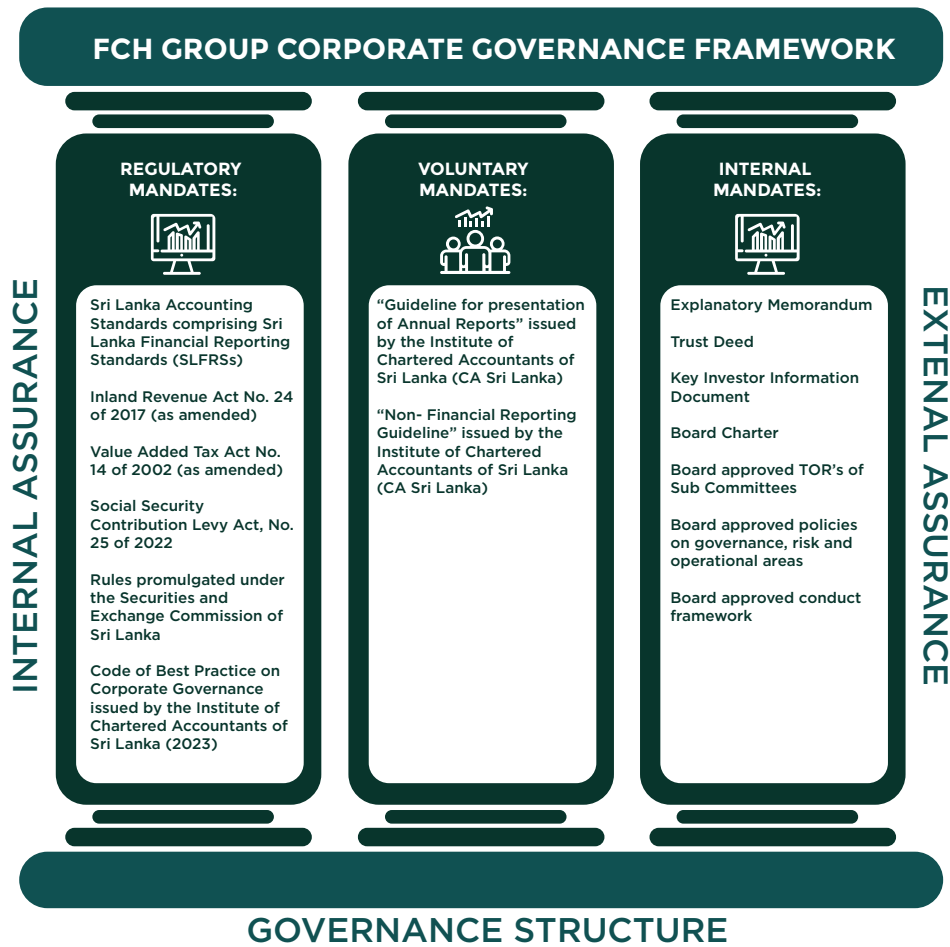 FCH GROUP CORPORATE GOVERNANCE FRAMEWORK
INTERNAL ASSURANCE
REGULATORY
MANDATES:
Sri Lanka Accounting
Standards comprising Sri
Lanka Financial Reporting
Standards (SLFRSs)
Inland Revenue Act No. 24
of 2017 (as amended)
Value Added Tax Act No.
14 of 2002 (as amended)
Social Security
Contribution Levy Act, No.
25 of 2022
Rules promulgated under
the Securities and
Exchange Commission of
Sri Lanka
Code of Best Practice on
Corporate Governance
issued by the Institute of
Chartered Accountants of
Sri Lanka (2023)
VOLUNTARY
MANDATES:
“Guideline for presentation
of Annual Reports” issued
by the Institute of
Chartered Accountants of
Sri Lanka (CA Sri Lanka)
“Non- Financial Reporting
Guideline” issued by the
Institute of Chartered
Accountants of Sri Lanka
(CA Sri Lanka)
INTERNAL
MANDATES:
Explanatory Memorandum
Trust Deed
Key Investor Information
Document
Board Charter
Board approved TOR’s of
Sub Committees
Board approved policies
on governance, risk and
operational areas
Board approved conduct
framework
EXTENAL ASSURANCE
GOVERNANCE STRUCTURE